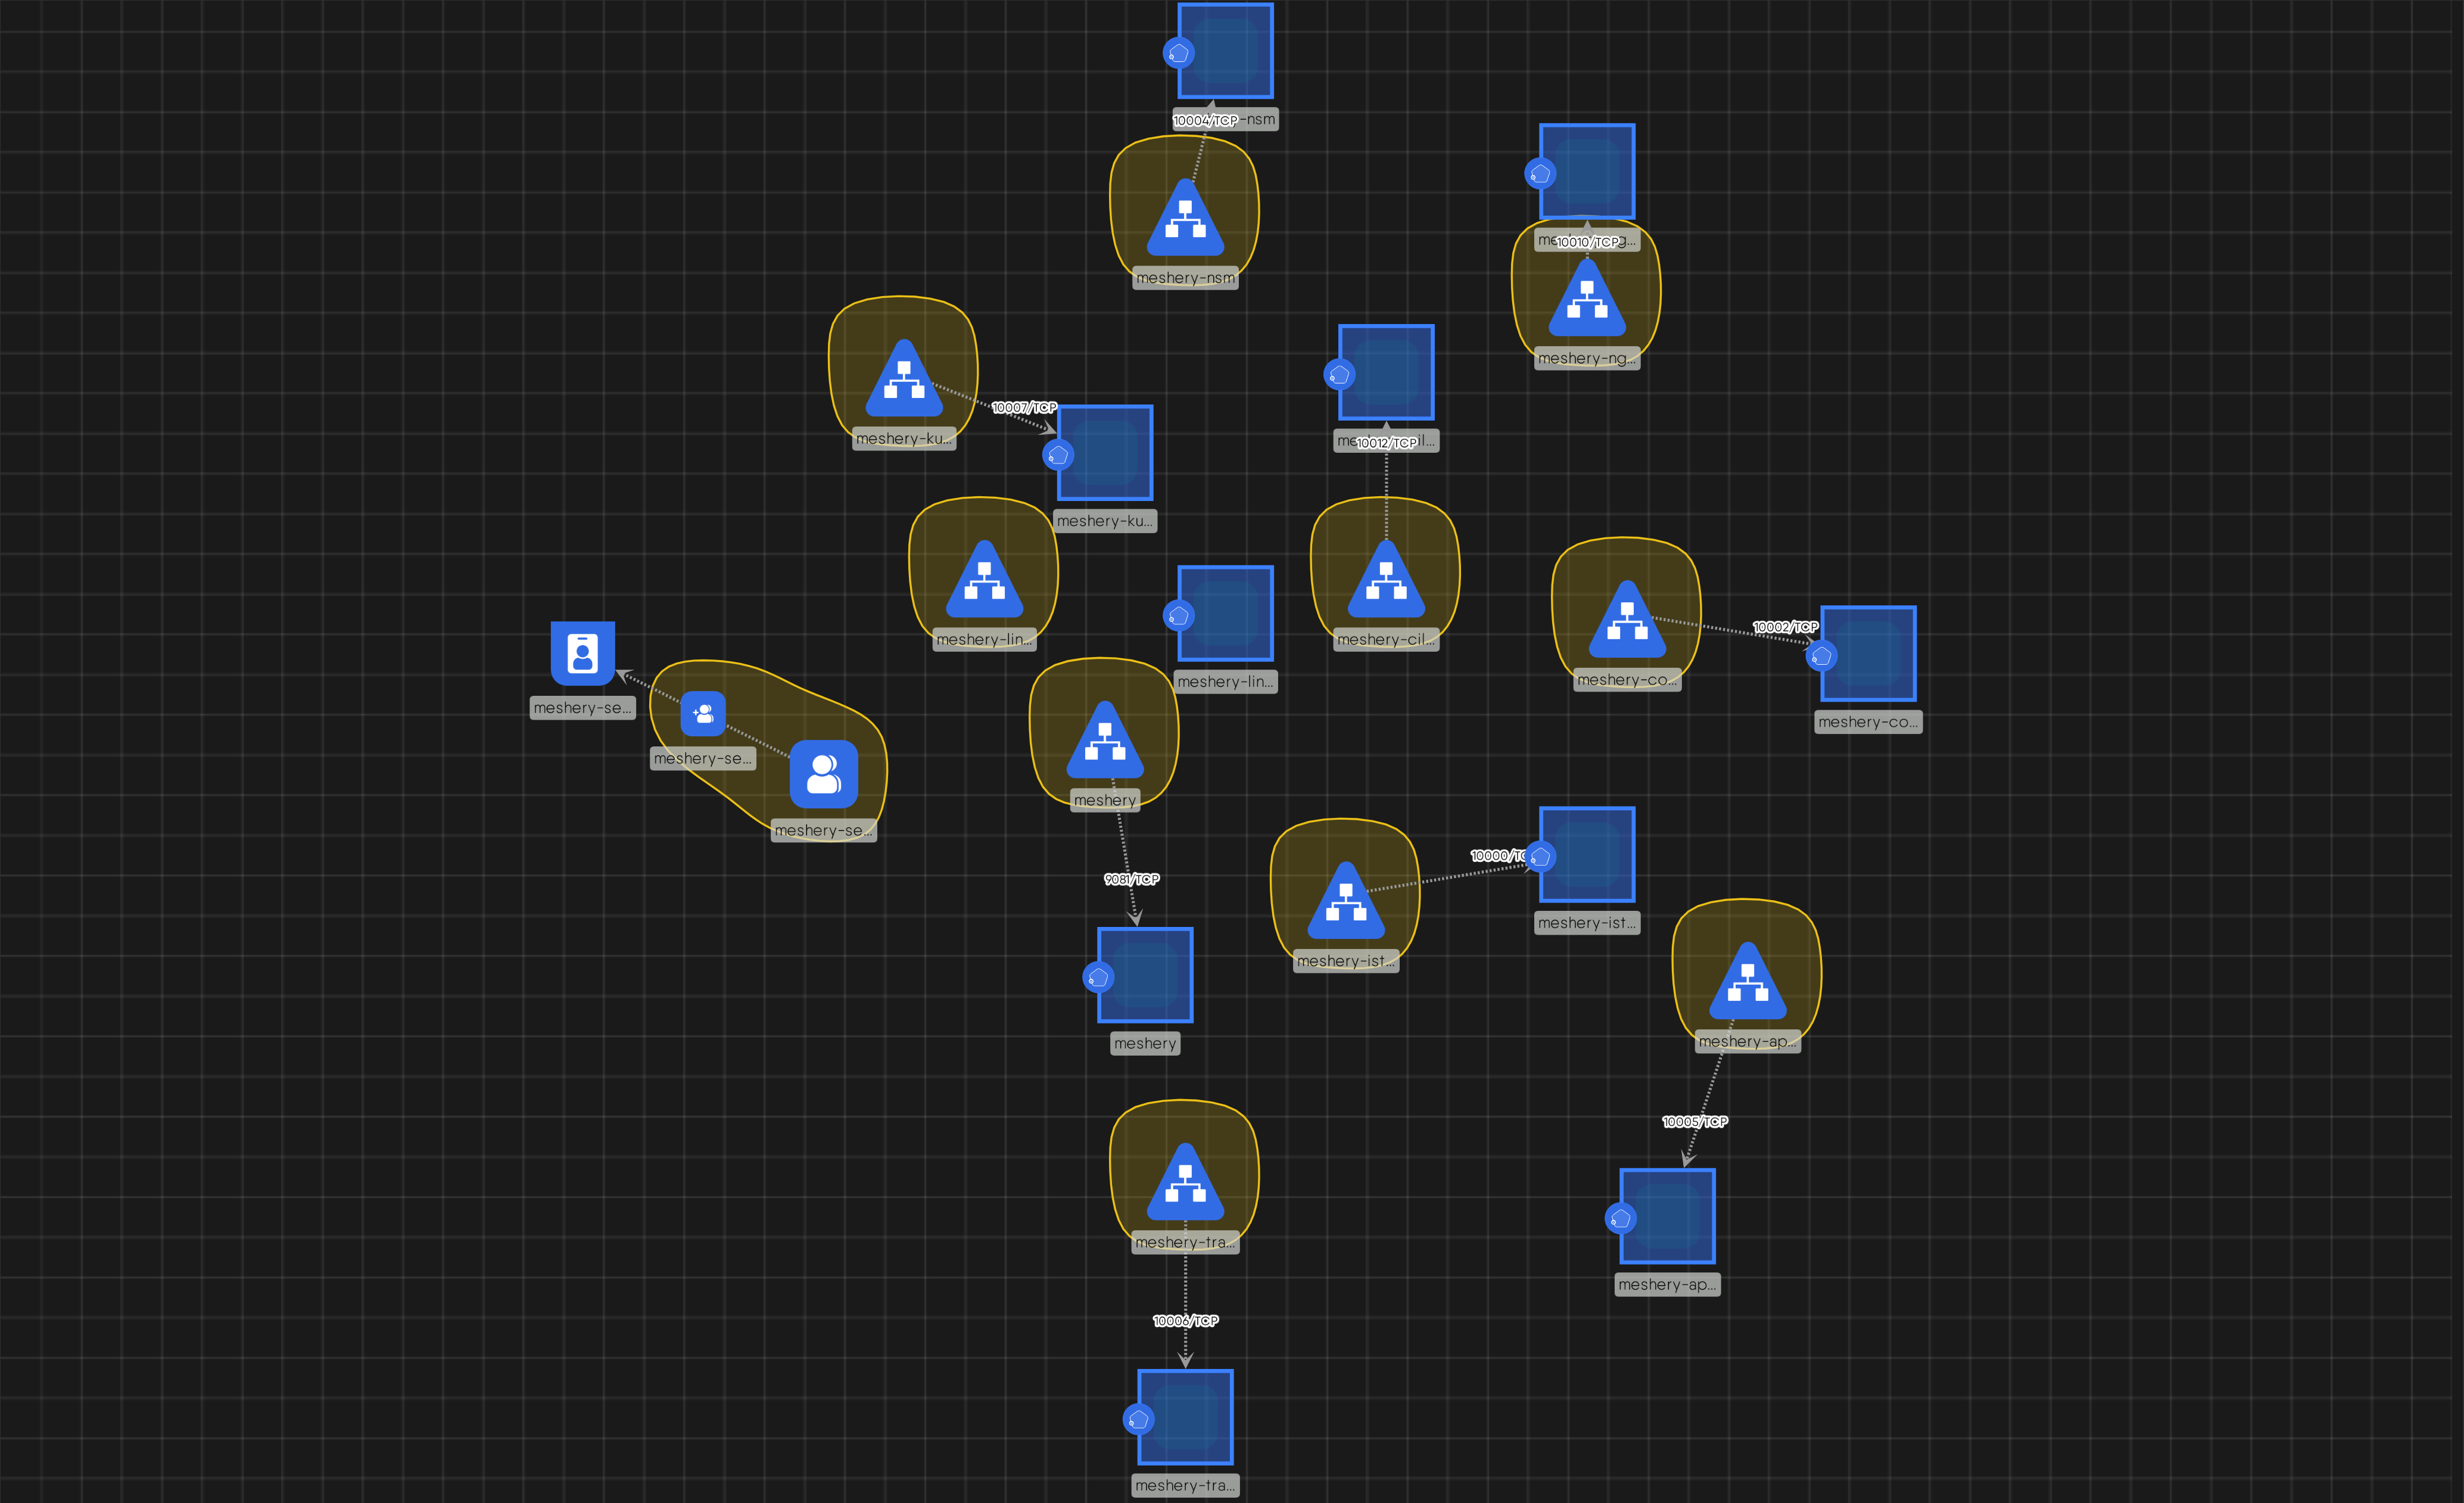 -nsm
10004/TCP
meshery-nsm
10010/TCP
meshery-ng...
meshery-ku...
10007/TCP
meshery-ku...
10012/TCP
meshery-lin...
meshery-cil...
meshery-lin...
10002/TCP
meshery-co...
meshery-co...
meshery-se...
meshery-se...
meshery-se...
meshery
9081/TCP
meshery
10000/TC
meshery-ist...
meshery-ist...
meshery-ap...
10005/TCP
meshery-ap...
meshery-tra...
10006/TCP
meshery-tra...